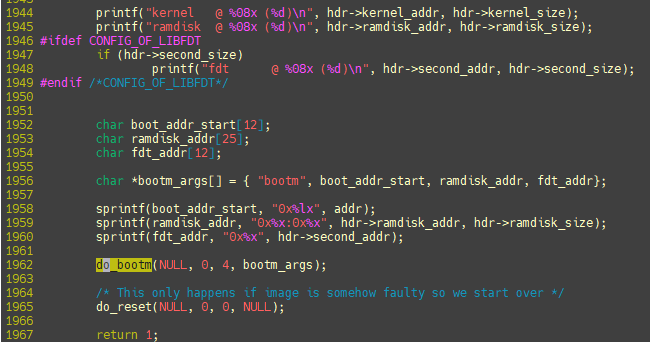 1944         printf("kernel   @ %08x (%d)\n", hdr->kernel_addr, hdr->kernel_size);
1945         printf("ramdisk  @ %08x (%d)\n", hdr->ramdisk_addr, hdr->ramdisk_size);
1946 #ifdef CONFIG_OF_LIBFDT
1947         if (hdr->second_size)
1948                 printf("fdt      @ %08x (%d)\n", hdr->second_addr, hdr->second_size);
1949 #endif /*CONFIG_OF_LIBFDT*/
1950
1951
1952         char boot_addr_start[12];
1953         char ramdisk_addr[25];
1954         char fdt_addr[12];
1955
1956         char *bootm_args[] = { "bootm", boot_addr_start, ramdisk_addr, fdt_addr};
1957
1958         sprintf(boot_addr_start, "0x%lx", addr);
1959         sprintf(ramdisk_addr, "0x%x:0x%x", hdr->ramdisk_addr, hdr->ramdisk_size);
1960         sprintf(fdt_addr, "0x%x", hdr->second_addr);
1961
1962         do_bootm(NULL, 0, 4, bootm_args);
1963
1964         /* This only happens if image is somehow faulty so we start over */
1965         do_reset(NULL, 0, 0, NULL);
1966
1967         return 1;